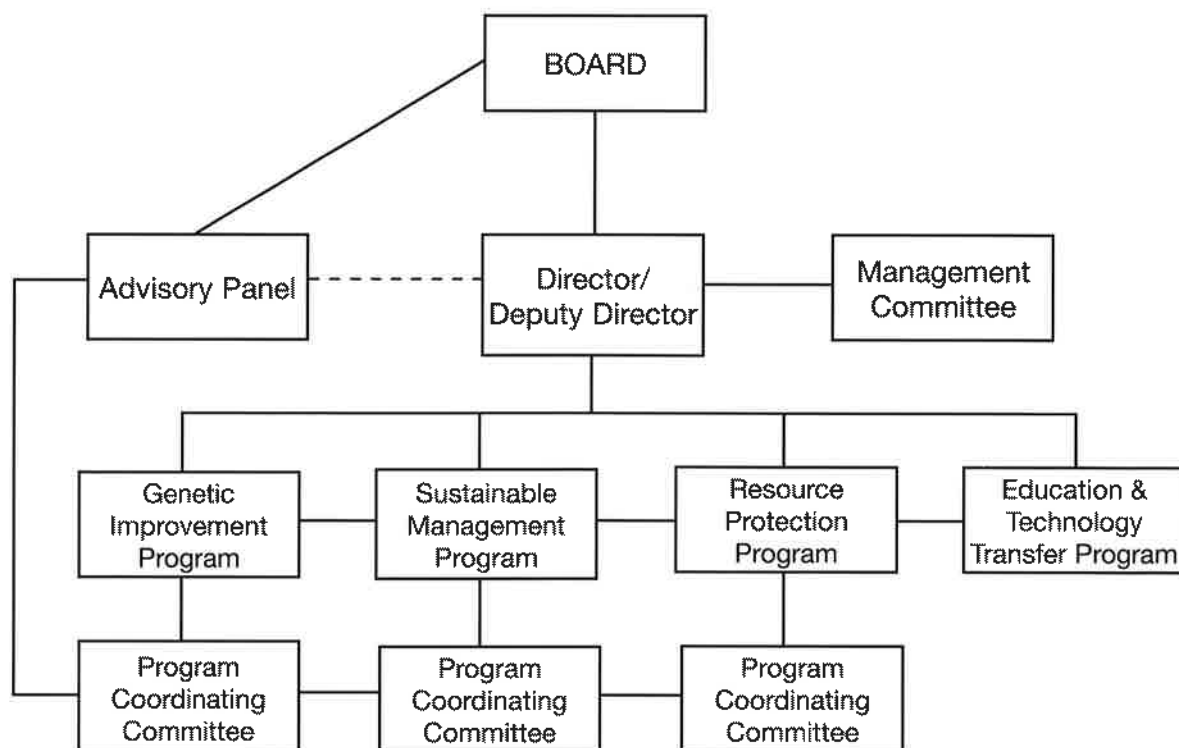 BOARD
Advisory Panel
Director/
Deputy Director
Management
Committee
Genetic
Improvement
Program
Sustainable
Management
Program
Resource
Protection
Program
Education &
Technology
Transfer Program
Program
Coordinating
Committee
Program
Coordinating
Committee
Program
Coordinating
Committee